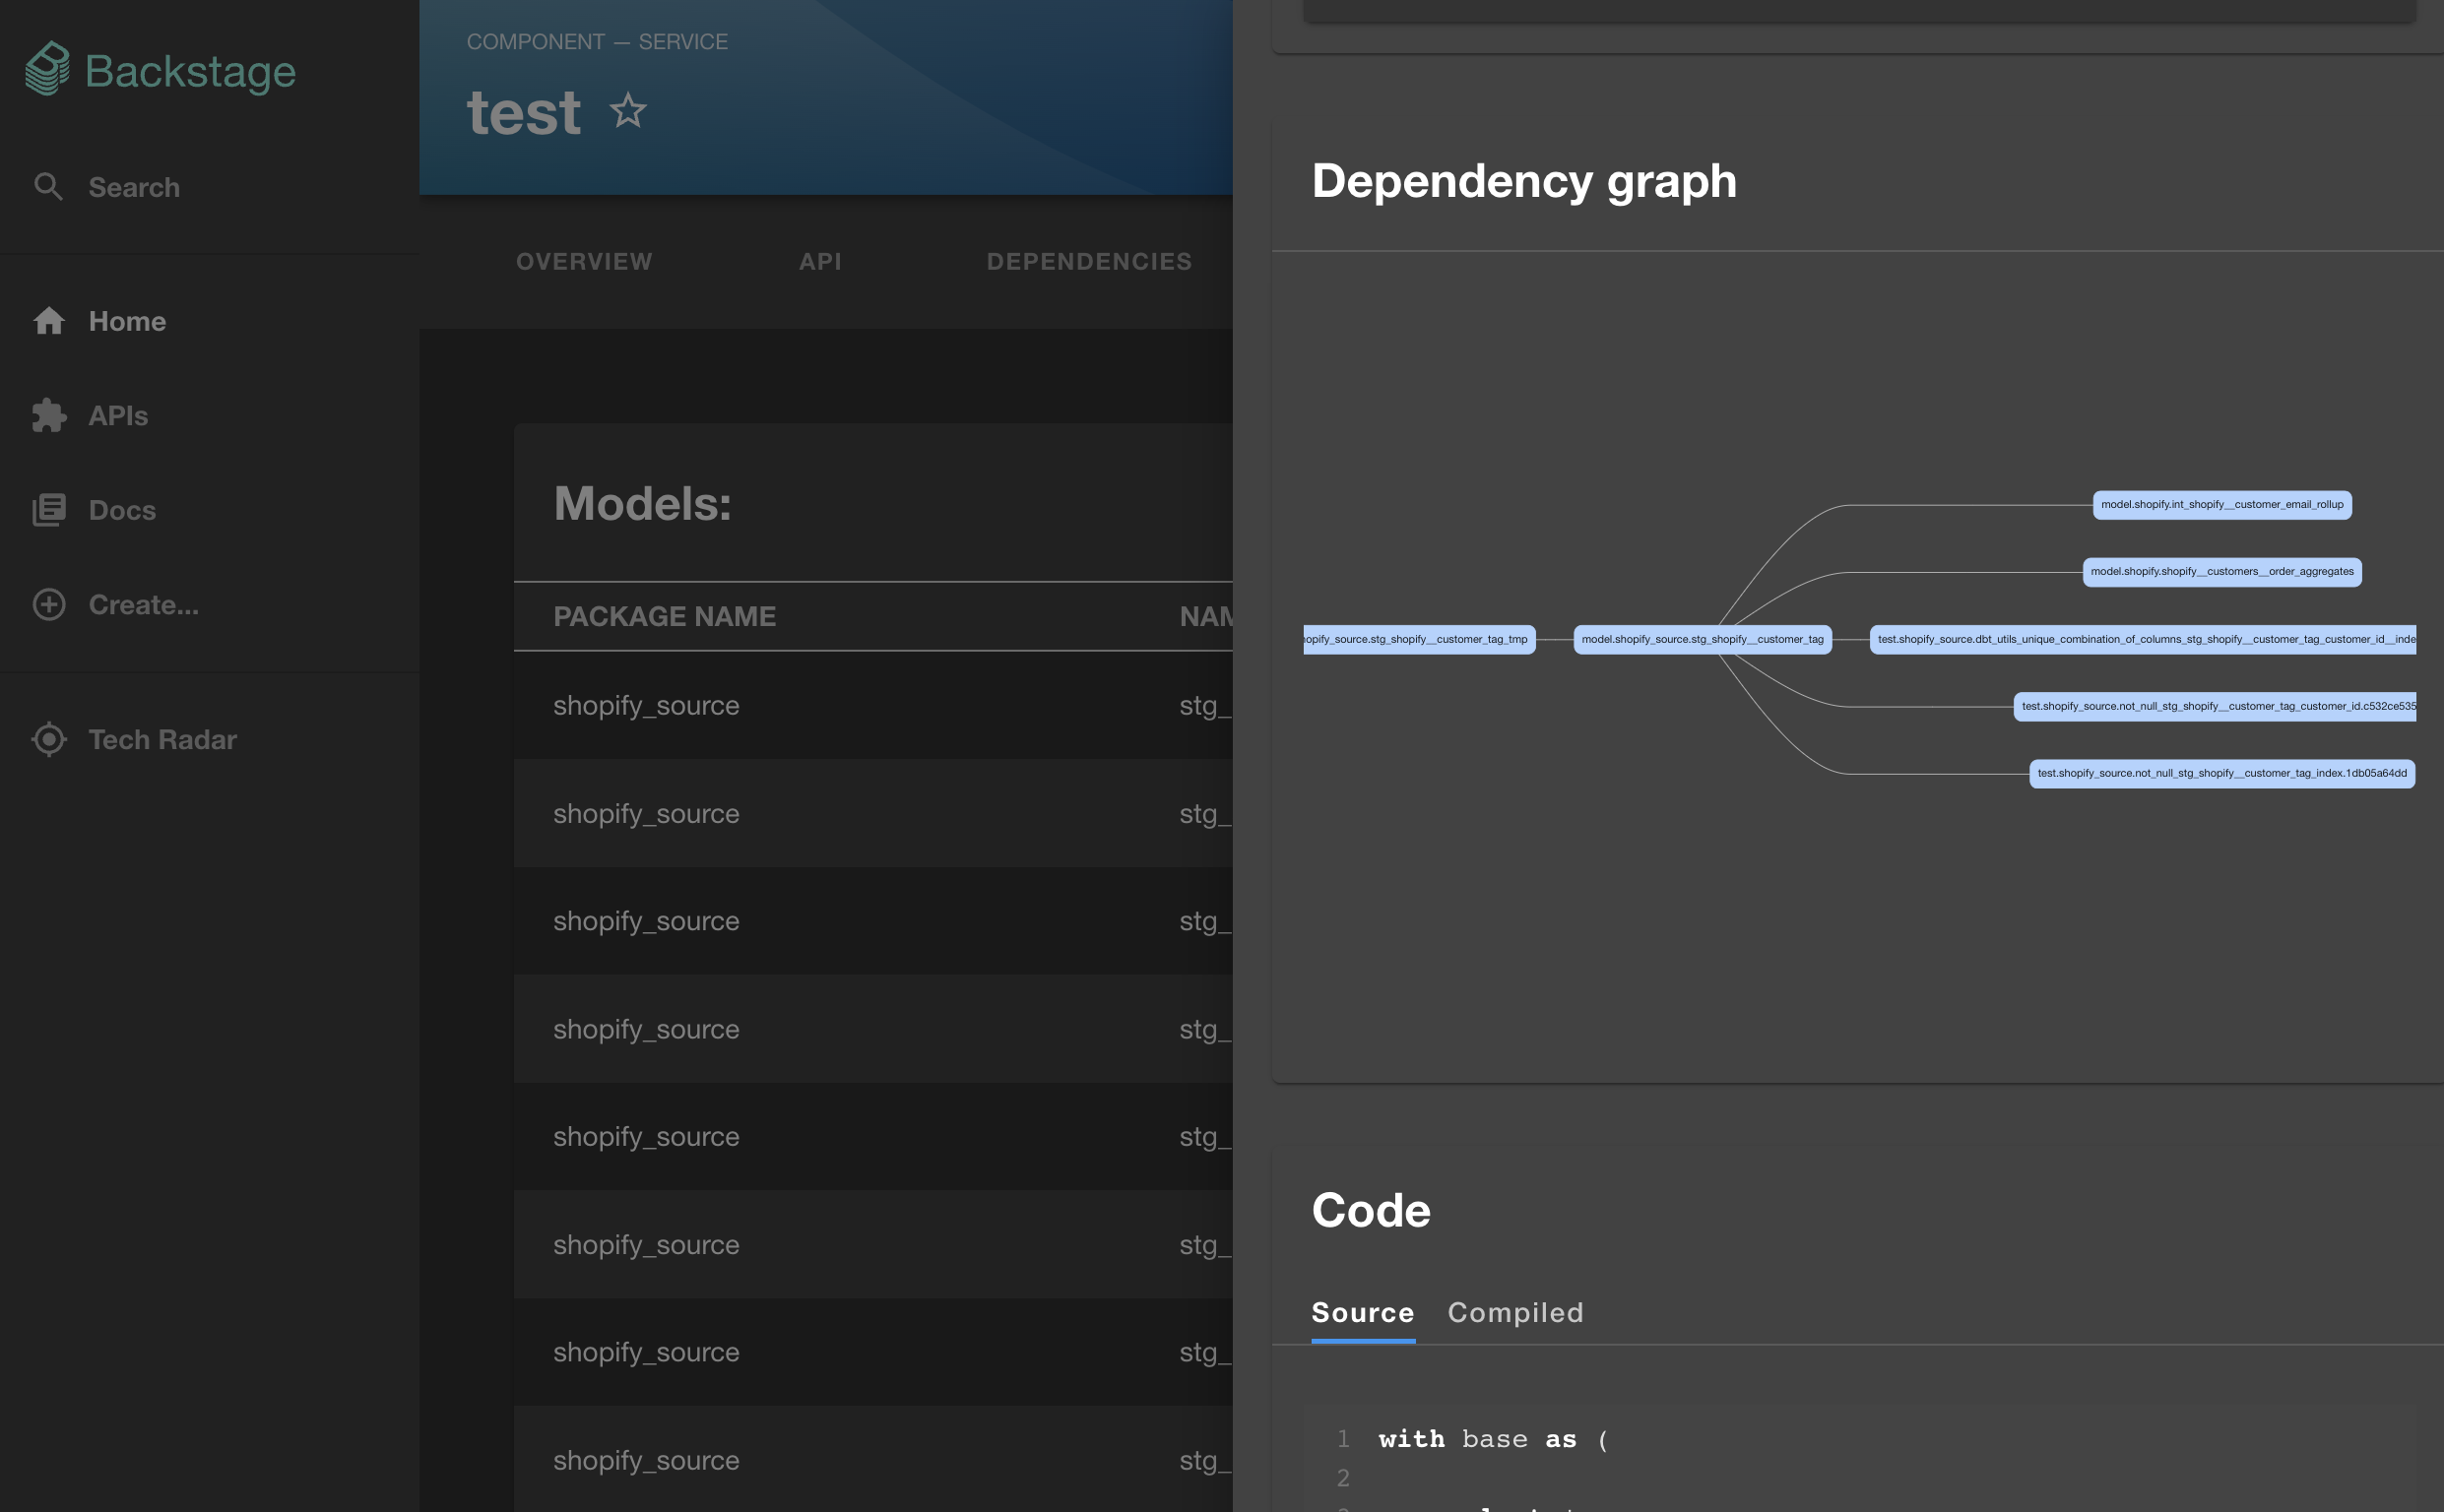 Backstage
Search
Home
APIs
Docs
Create...
Tech Radar
COMPONENT — SERVICE
test
OVERVIEW
API
DEPENDENCIES
Models:
PACKAGE NAME
shopify_source
stg_
shopify_source
stg_
shopify_source
stg_
shopify_source
stg_
shopify_source
stg_
shopify_source
stg_
shopify_source
stg_
shopify_source
stg_
Dependency graph
model.shopify.int_shopify__customer_email_rollup
model.shopify.shopify__customers__order_aggregates
opify_source.stg_shopify__customer_tag_tmp
model.shopify_source.stg_shopify__customer_tag
test.shopify_source.dbt_utils_unique_combination_of_columns_stg_shopify__customer_tag_customer_id__inde
test.shopify_source.not_null_stg_shopify__customer_tag_customer_id.c532ce535
test.shopify_source.not_null_stg_shopify__customer_tag_index.1db05a64dd
Code
Source
Compiled
1 with base as (
2